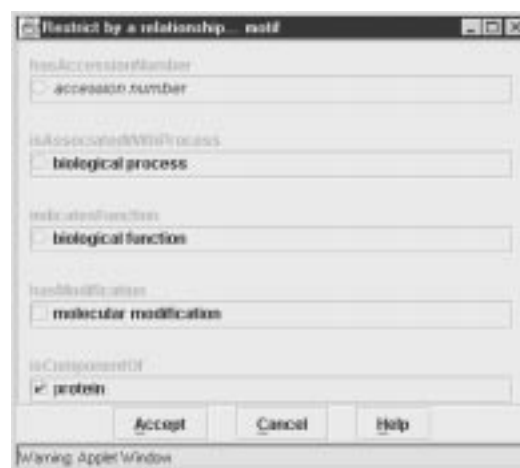 Restrict by a relationship... motif
hasAccessionNumber
accession number
isAssociatedWithProcess
biological process
indicatesFunction
biological function
hasModification
molecular modification
isComponentOf
protein
Accept Cancel Help
Warning: Applet Window